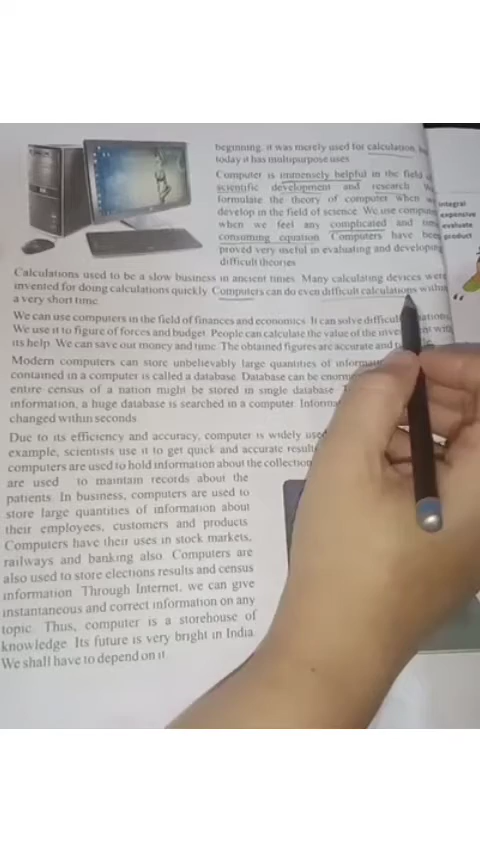 beginning, it was merely used for calculation, but
today it has multipurpose uses.
Computer is immensely helpful in the field of
scientific development and research. We
formulate the theory of computer when we
develop in the field of science. We use computer
when we feel any complicated and time
consuming equation. Computers have been
proved very useful in evaluating and developing
difficult theories.
integral
expensive
evaluate
product
Calculations used to be a slow business in ancient times. Many calculating devices were
invented for doing calculations quickly. Computers can do even difficult calculations within
a very short time.
We can use computers in the field of finances and economics. It can solve difficult
We use it to figure of forces and budget. People can calculate the value of the with
its help. We can save our money and time. The obtained figures are accurate and
Modern computers can store unbelievably large quantities of
contained in a computer is called a database. Database can be
entire census of a nation might be stored in single database.
information, a huge database is searched in a computer.
changed within seconds.
Due to its efficiency and accuracy, computer is widely
example, scientists use it to get quick and accurate
computers are used to hold information about the collection
are used to maintain records about the
patients. In business, computers are used to
store large quantities of information about
their employees, customers and products.
Computers have their uses in stock markets,
railways and banking also. Computers are
also used to store elections results and census
information. Through Internet, we can give
instantaneous and correct information on any
topic. Thus, computer is a storehouse of
knowledge. Its future is very bright in India.
We shall have to depend on it.